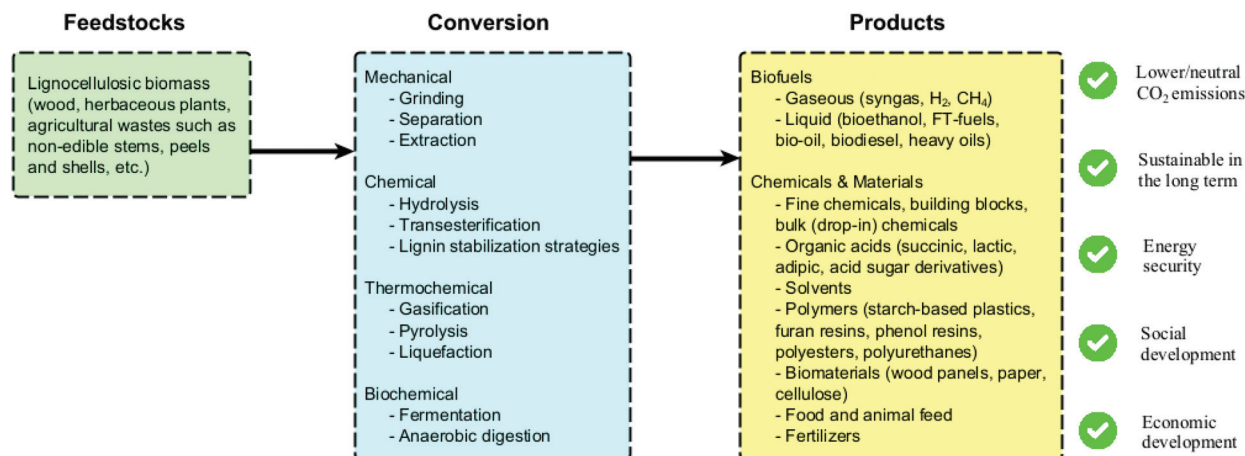 Feedstocks
Lignocellulosic biomass
(wood, herbaceous plants,
agricultural wastes such as
non-edible stems, peels
and shells, etc.)
Conversion
Mechanical
- Grinding
- Separation
- Extraction
Chemical
- Hydrolysis
- Transesterification
- Lignin stabilization strategies
Thermochemical
- Gasification
- Pyrolysis
- Liquefaction
Biochemical
- Fermentation
- Anaerobic digestion
Products
Biofuels
- Gaseous (syngas, H₂, CH₄)
- Liquid (bioethanol, FT-fuels,
bio-oil, biodiesel, heavy oils)
Chemicals & Materials
- Fine chemicals, building blocks,
bulk (drop-in) chemicals
- Organic acids (succinic, lactic,
adipic, acid sugar derivatives)
- Solvents
- Polymers (starch-based plastics,
furan resins, phenol resins,
polyesters, polyurethanes)
- Biomaterials (wood panels, paper,
cellulose)
- Food and animal feed
- Fertilizers
Lower/neutral
CO₂ emissions
Sustainable in
the long term
Energy
security
Social
development
Economic
development